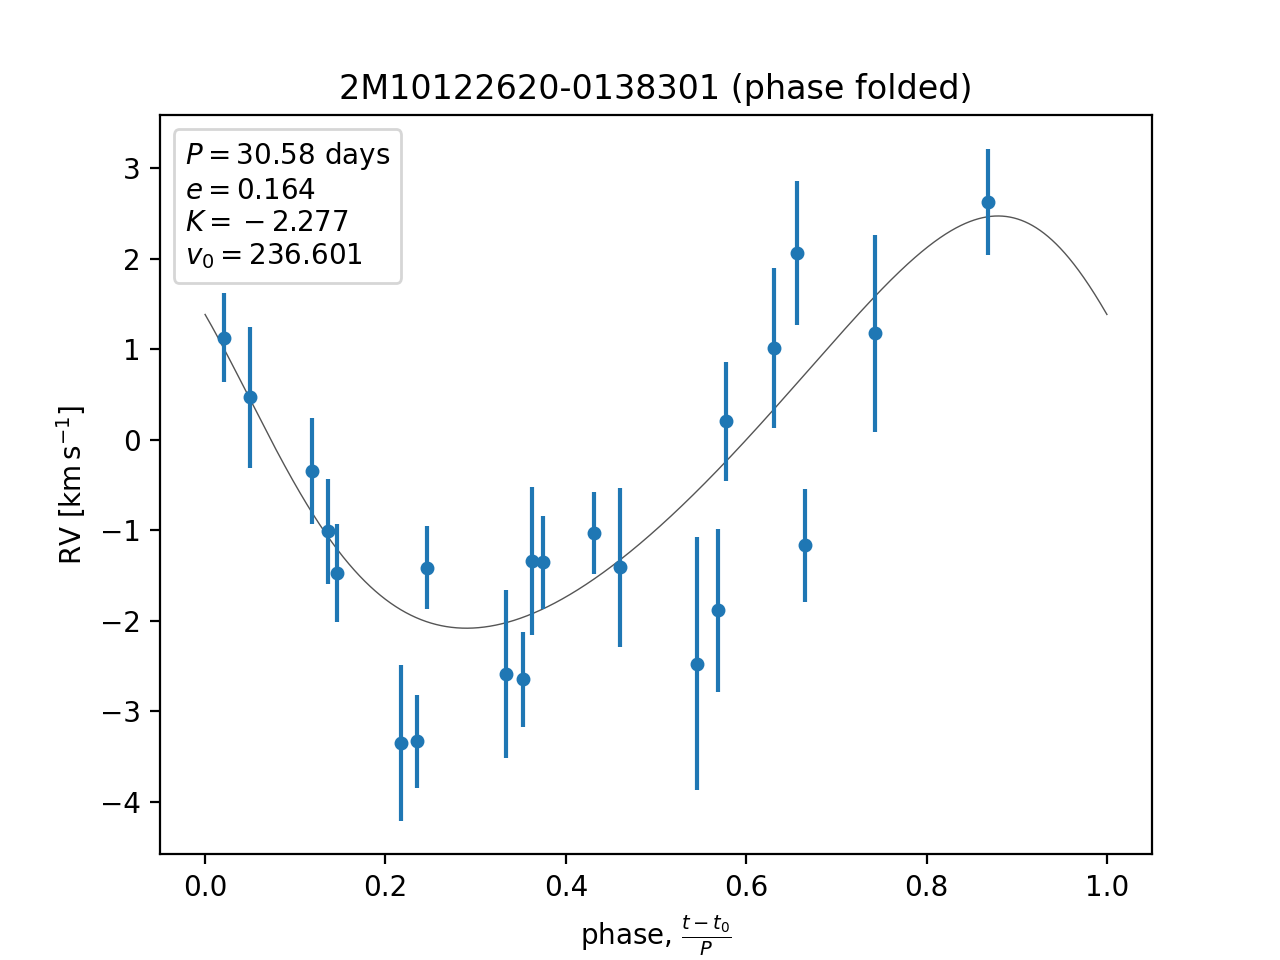 2M10122620-0138301 (phase folded)
P = 30.58 days
e = 0.164
K = −2.277
v₀ = 236.601
3
2
1
0
−1
−2
−3
−4
RV [km s⁻¹]
0.0 0.2 0.4 0.6 0.8 1.0
phase, (t − t₀)/P